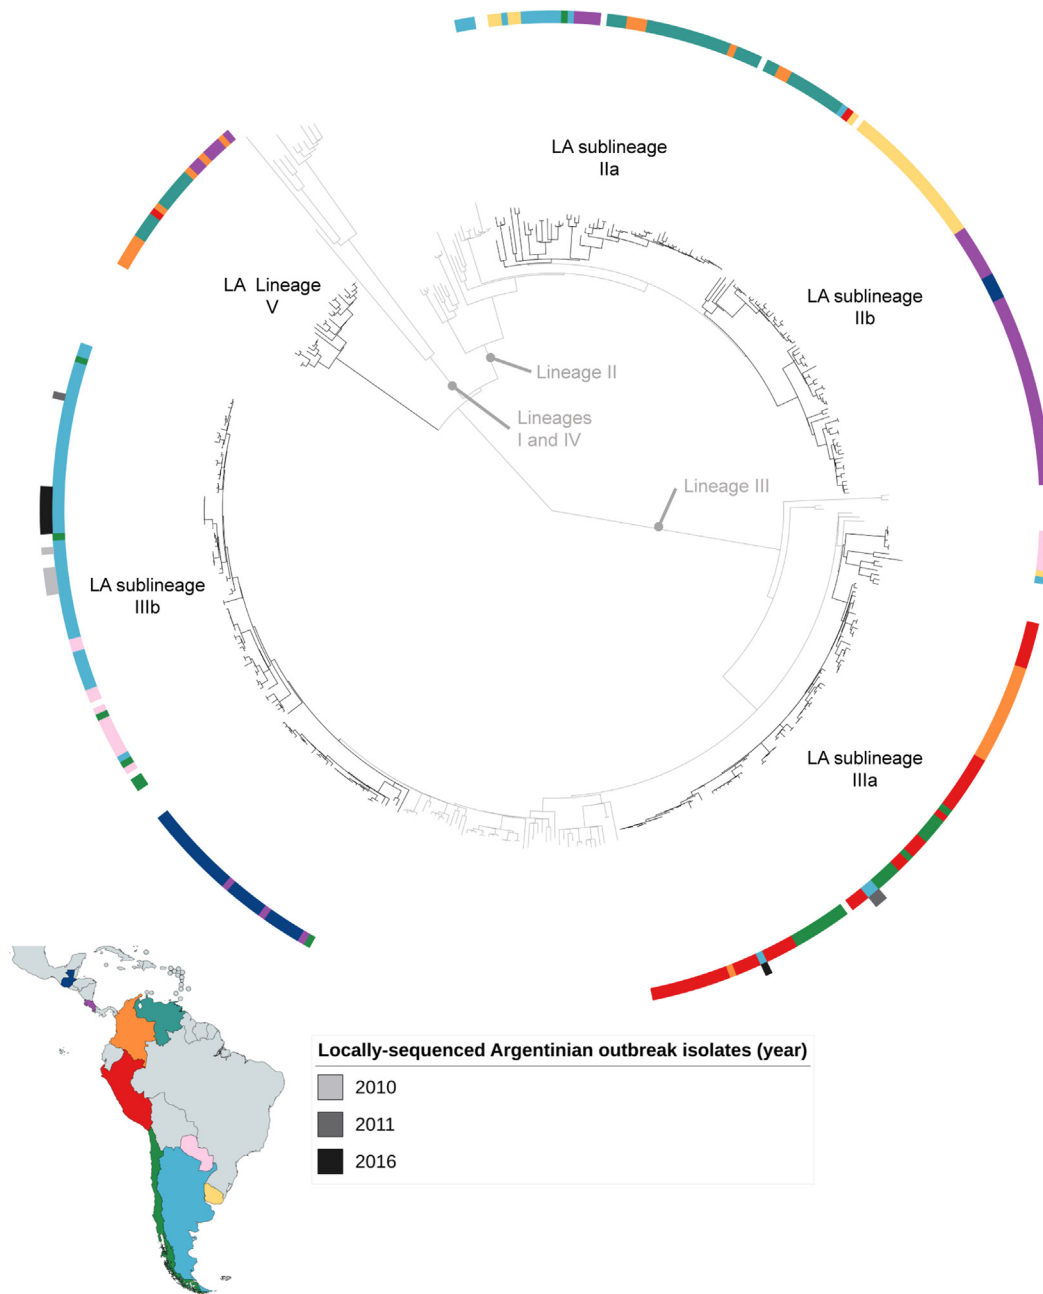 LA sublineage
IIa
LA Lineage
V
LA sublineage
IIb
Lineage II
Lineages
I and IV
Lineage III
LA sublineage
IIIb
LA sublineage
IIIa
Locally-sequenced Argentinian outbreak isolates (year)
2010
2011
2016